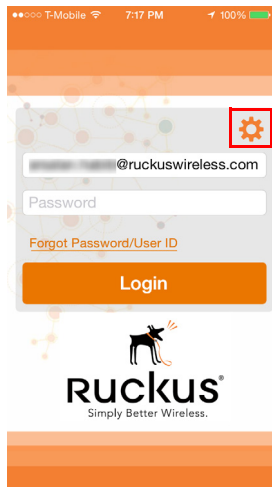 T-Mobile 7:17 PM 100%
@ruckuswireless.com
Password
Forgot Password/User ID
Login
RUCKUS®
Simply Better Wireless.